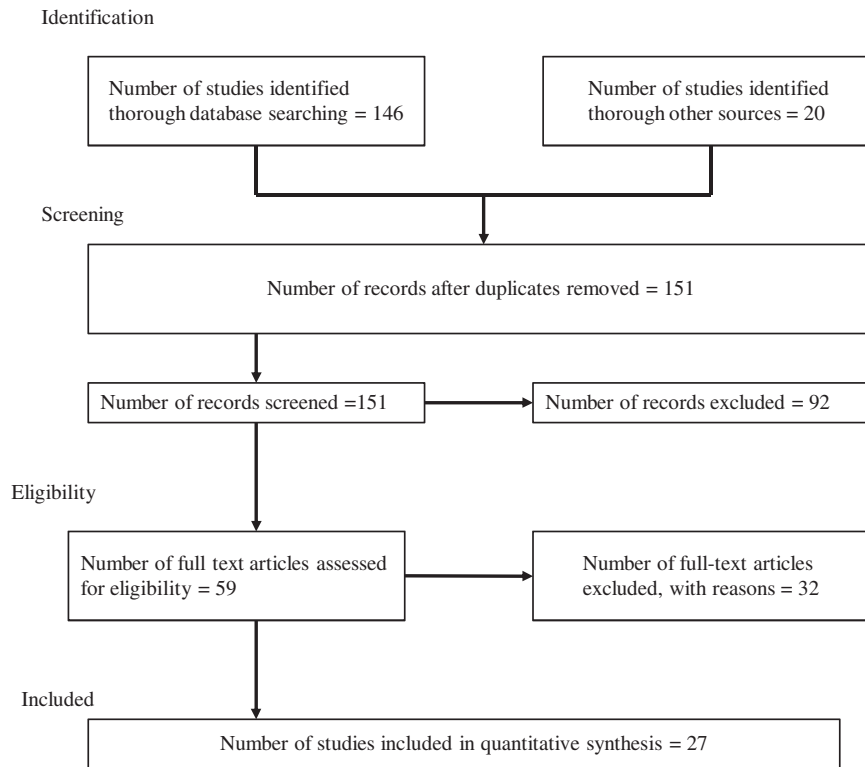 Identification
Number of studies identified
thorough database searching = 146
Number of studies identified
thorough other sources = 20
Screening
Number of records after duplicates removed = 151
Number of records screened =151
Number of records excluded = 92
Eligibility
Number of full text articles assessed
for eligibility = 59
Number of full-text articles
excluded, with reasons = 32
Included
Number of studies included in quantitative synthesis = 27